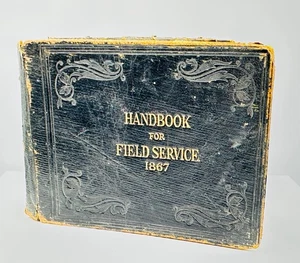 HANDBOOK
FOR
FIELD SERVICE
1867